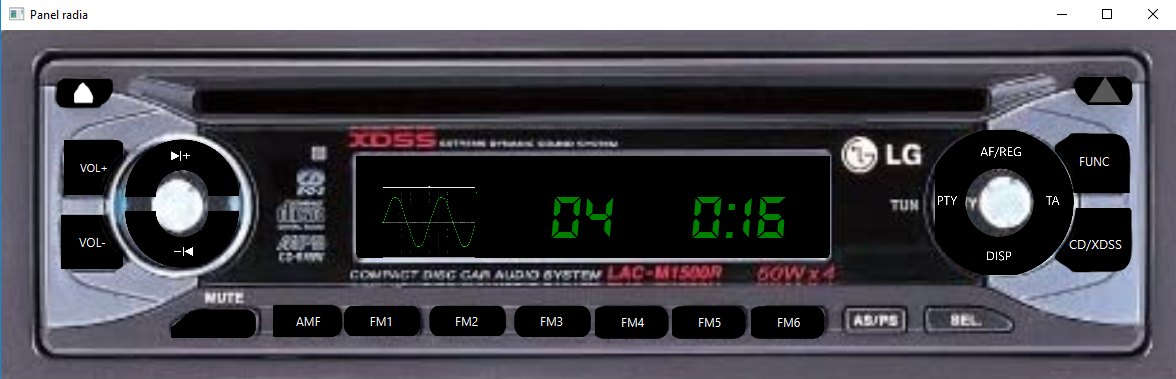 Panel radia
XDSS EXTREME DYNAMIC SOUND SYSTEM
LG
VOL+
▶|+
AF/REG
FUNC
TUN
PTY
TA
04
0:16
VOL-
−|◀
DISP
CD/XDSS
COMPACT DISC CAR AUDIO SYSTEM LAC-M1500R 50W x 4
MUTE
AMF
FM1
FM2
FM3
FM4
FM5
FM6
AS/PS
SEL.